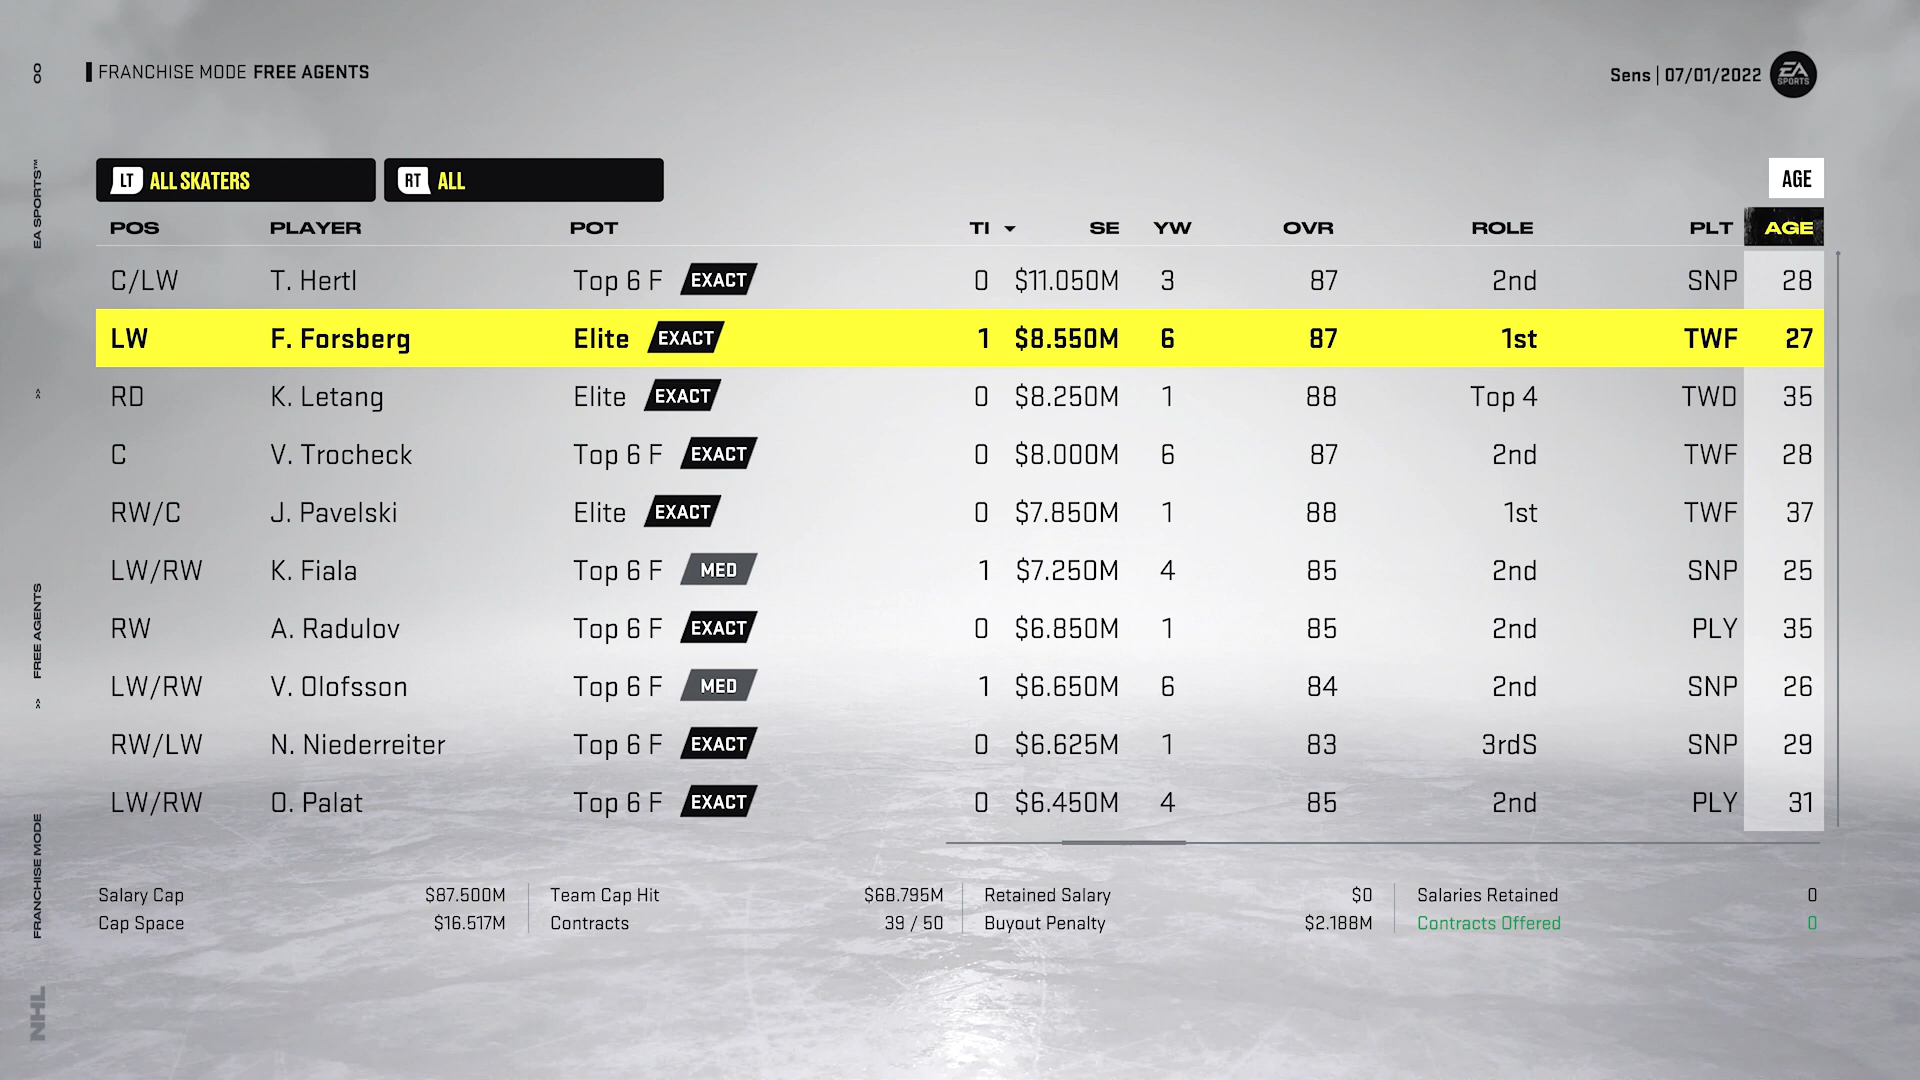 FRANCHISE MODE FREE AGENTS
Sens | 07/01/2022
EA SPORTS
LT ALL SKATERS
RT ALL
AGE
POS PLAYER POT TI SE YW OVR ROLE PLT AGE
C/LW T. Hertl Top 6 F EXACT 0 $11.050M 3 87 2nd SNP 28
LW F. Forsberg Elite EXACT 1 $8.550M 6 87 1st TWF 27
RD K. Letang Elite EXACT 0 $8.250M 1 88 Top 4 TWD 35
C V. Trocheck Top 6 F EXACT 0 $8.000M 6 87 2nd TWF 28
RW/C J. Pavelski Elite EXACT 0 $7.850M 1 88 1st TWF 37
LW/RW K. Fiala Top 6 F MED 1 $7.250M 4 85 2nd SNP 25
RW A. Radulov Top 6 F EXACT 0 $6.850M 1 85 2nd PLY 35
LW/RW V. Olofsson Top 6 F MED 1 $6.650M 6 84 2nd SNP 26
RW/LW N. Niederreiter Top 6 F EXACT 0 $6.625M 1 83 3rdS SNP 29
LW/RW O. Palat Top 6 F EXACT 0 $6.450M 4 85 2nd PLY 31
Salary Cap $87.500M Team Cap Hit $68.795M Retained Salary $0 Salaries Retained 0
Cap Space $16.517M Contracts 39 / 50 Buyout Penalty $2.188M Contracts Offered 0
NHL FRANCHISE MODE >> FREE AGENTS >> EA SPORTS™ OO